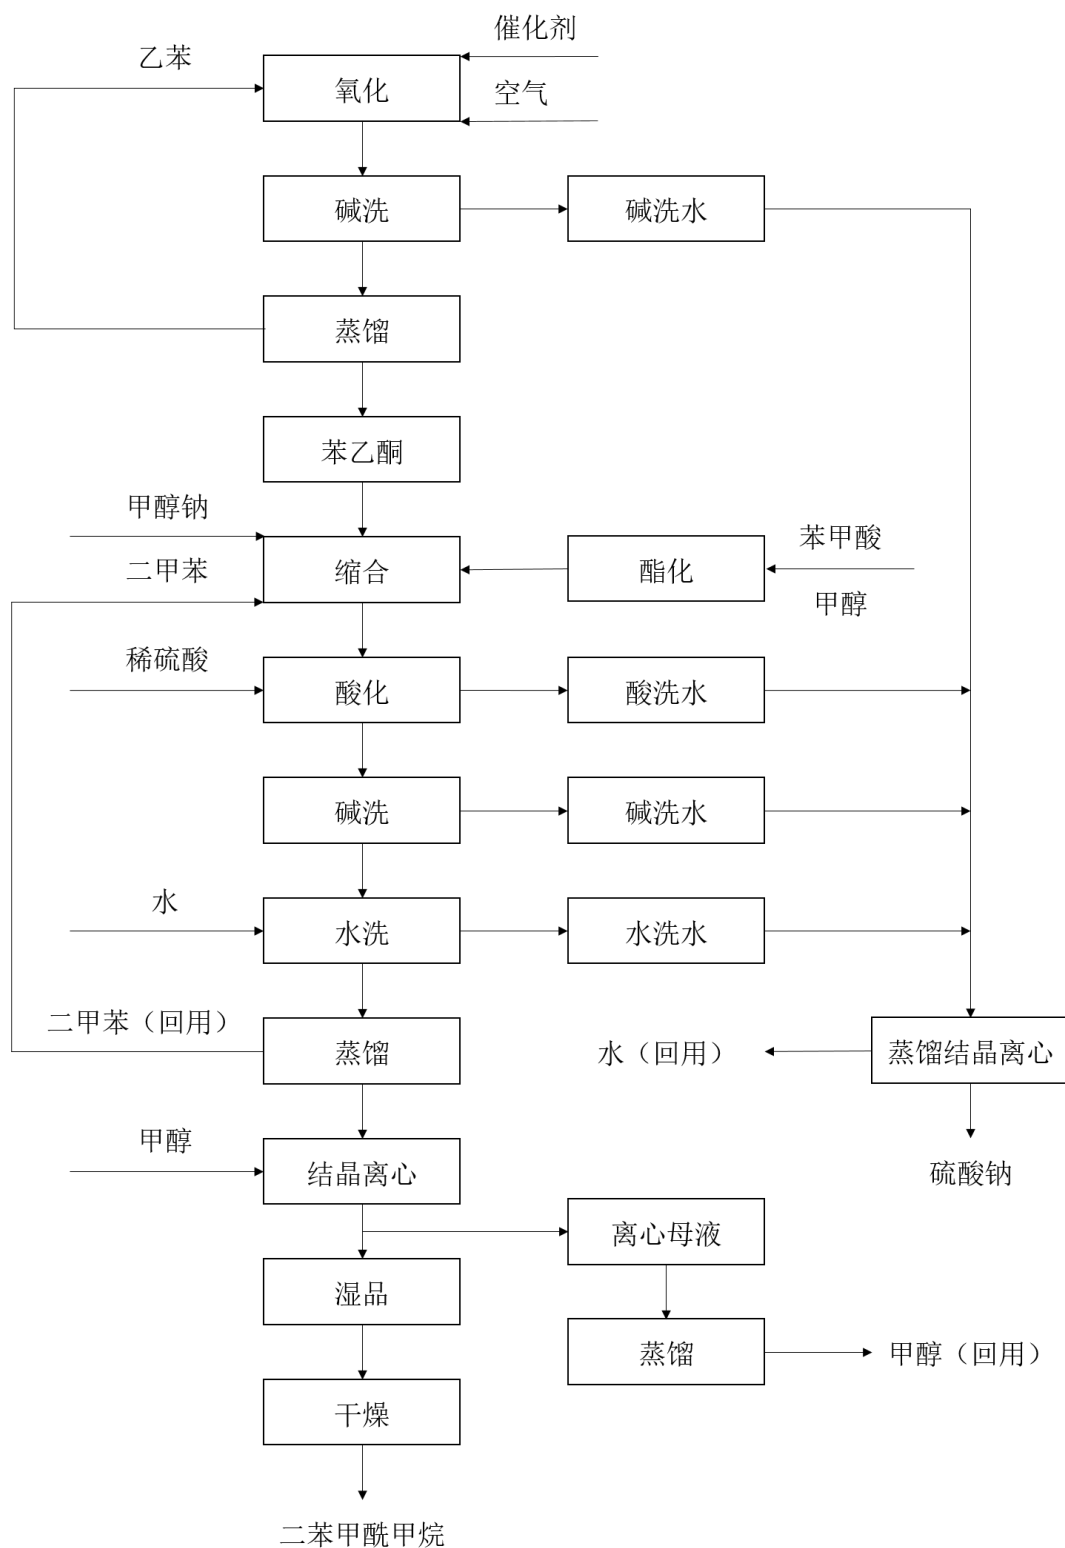 催化剂
乙苯
氧化
空气
碱洗
碱洗水
蒸馏
苯乙酮
甲醇钠
苯甲酸
二甲苯
缩合
酯化
甲醇
稀硫酸
酸化
酸洗水
碱洗
碱洗水
水
水洗
水洗水
二甲苯（回用）
蒸馏
水（回用）
蒸馏结晶离心
甲醇
结晶离心
硫酸钠
离心母液
湿品
蒸馏
甲醇（回用）
干燥
二苯甲酰甲烷